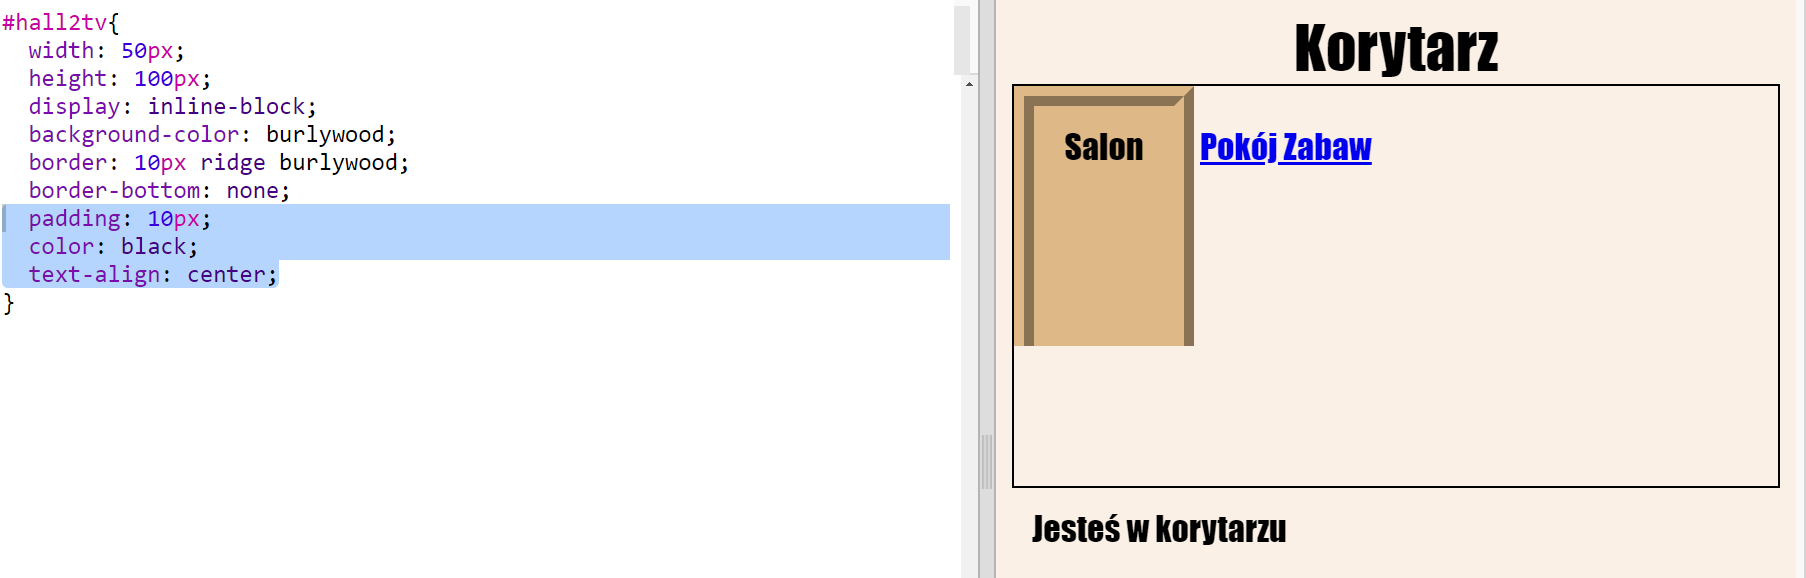 #hall2tv{
width: 50px;
height: 100px;
display: inline-block;
background-color: burlywood;
border: 10px ridge burlywood;
border-bottom: none;
padding: 10px;
color: black;
text-align: center;
}
Korytarz
Salon Pokój Zabaw
Jesteś w korytarzu